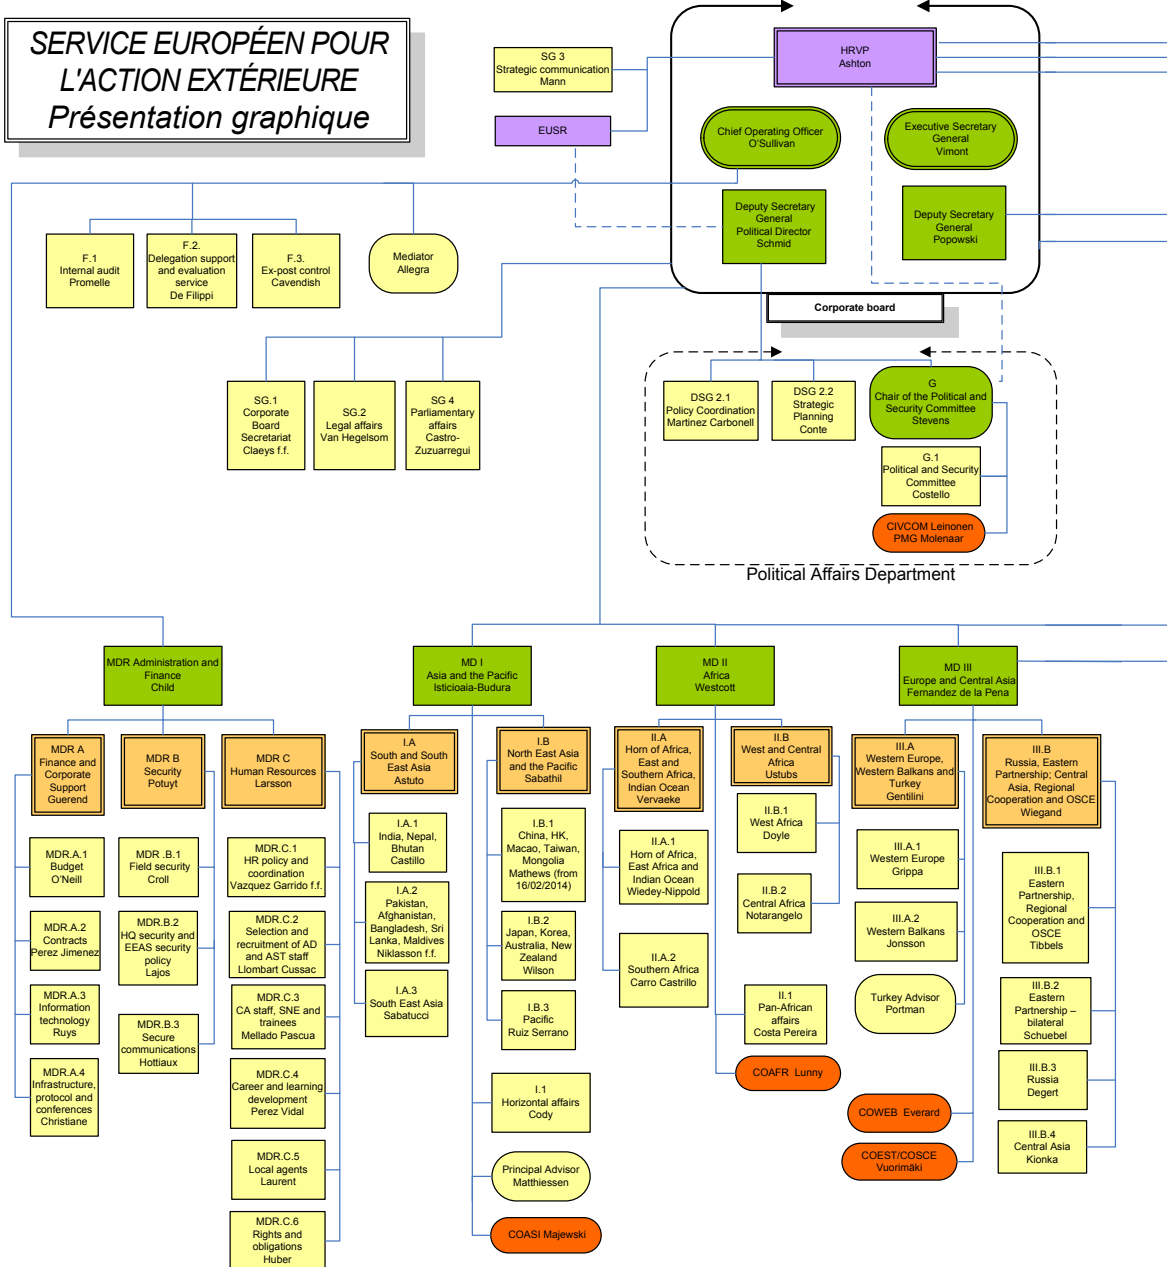 SERVICE EUROPÉEN POUR
L'ACTION EXTÉRIEURE
Présentation graphique
SG 3
Strategic communication
Mann
EUSR
HRVP
Ashton
Chief Operating Officer
O'Sullivan
Executive Secretary
General
Vimont
Deputy Secretary
General
Political Director
Schmid
Deputy Secretary
General
Popowski
Corporate board
F.1
Internal audit
Promelle
F.2.
Delegation support
and evaluation
service
De Filippi
F.3.
Ex-post control
Cavendish
Mediator
Allegra
SG.1
Corporate
Board
Secretariat
Claeys f.f.
SG.2
Legal affairs
Van Hegelsom
SG 4
Parliamentary
affairs
Castro-
Zuzuarregui
DSG 2.1
Policy Coordination
Martinez Carbonell
DSG 2.2
Strategic
Planning
Conte
G
Chair of the Political and
Security Committee
Stevens
G.1
Political and Security
Committee
Costello
CIVCOM Leinonen
PMG Molenaar
Political Affairs Department
MDR Administration and
Finance
Child
MD I
Asia and the Pacific
Isticioaia-Budura
MD II
Africa
Westcott
MD III
Europe and Central Asia
Fernandez de la Pena
MDR A
Finance and
Corporate
Support
Guerend
MDR B
Security
Potuyt
MDR C
Human Resources
Larsson
I.A
South and South
East Asia
Astuto
I.B
North East Asia
and the Pacific
Sabathil
II.A
Horn of Africa,
East and
Southern Africa,
Indian Ocean
Vervaeke
II.B
West and Central
Africa
Ustubs
III.A
Western Europe,
Western Balkans and
Turkey
Gentilini
III.B
Russia, Eastern
Partnership; Central
Asia, Regional
Cooperation and OSCE
Wiegand
MDR.A.1
Budget
O'Neill
MDR.A.2
Contracts
Perez Jimenez
MDR.A.3
Information
technology
Ruys
MDR.A.4
Infrastructure,
protocol and
conferences
Christiane
MDR .B.1
Field security
Croll
MDR.B.2
HQ security and
EEAS security
policy
Lajos
MDR.B.3
Secure
communications
Hottiaux
MDR.C.1
HR policy and
coordination
Vazquez Garrido f.f.
MDR.C.2
Selection and
recruitment of AD
and AST staff
Llombart Cussac
MDR.C.3
CA staff, SNE and
trainees
Mellado Pascua
MDR.C.4
Career and learning
development
Perez Vidal
MDR.C.5
Local agents
Laurent
MDR.C.6
Rights and
obligations
Huber
I.A.1
India, Nepal,
Bhutan
Castillo
I.A.2
Pakistan,
Afghanistan,
Bangladesh, Sri
Lanka, Maldives
Niklasson f.f.
I.A.3
South East Asia
Sabatucci
I.B.1
China, HK,
Macao, Taiwan,
Mongolia
Mathews (from
16/02/2014)
I.B.2
Japan, Korea,
Australia, New
Zealand
Wilson
I.B.3
Pacific
Ruiz Serrano
I.1
Horizontal affairs
Cody
Principal Advisor
Matthiessen
COASI Majewski
II.A.1
Horn of Africa,
East Africa and
Indian Ocean
Wiedey-Nippold
II.A.2
Southern Africa
Carro Castrillo
II.B.1
West Africa
Doyle
II.B.2
Central Africa
Notarangelo
II.1
Pan-African
affairs
Costa Pereira
COAFR Lunny
III.A.1
Western Europe
Grippa
III.A.2
Western Balkans
Jonsson
Turkey Advisor
Portman
COWEB Everard
COEST/COSCE
Vuorimäki
III.B.1
Eastern
Partnership,
Regional
Cooperation and
OSCE
Tibbels
III.B.2
Eastern
Partnership –
bilateral
Schuebel
III.B.3
Russia
Degert
III.B.4
Central Asia
Kionka